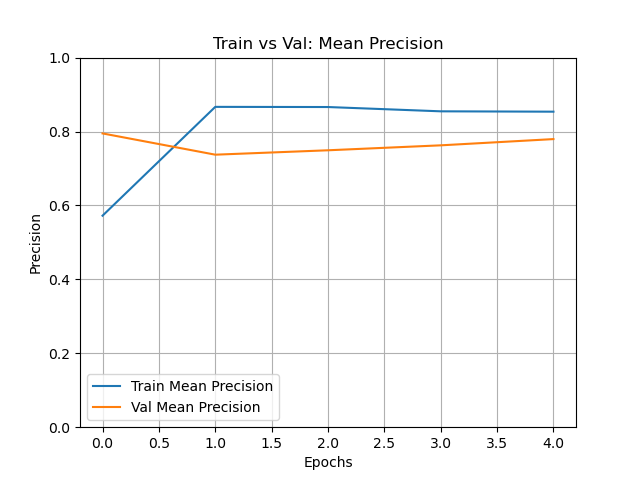 Train vs Val: Mean Precision
1.0
0.8
0.6
0.4
0.2
0.0
Precision
Train Mean Precision
Val Mean Precision
0.0 0.5 1.0 1.5 2.0 2.5 3.0 3.5 4.0
Epochs